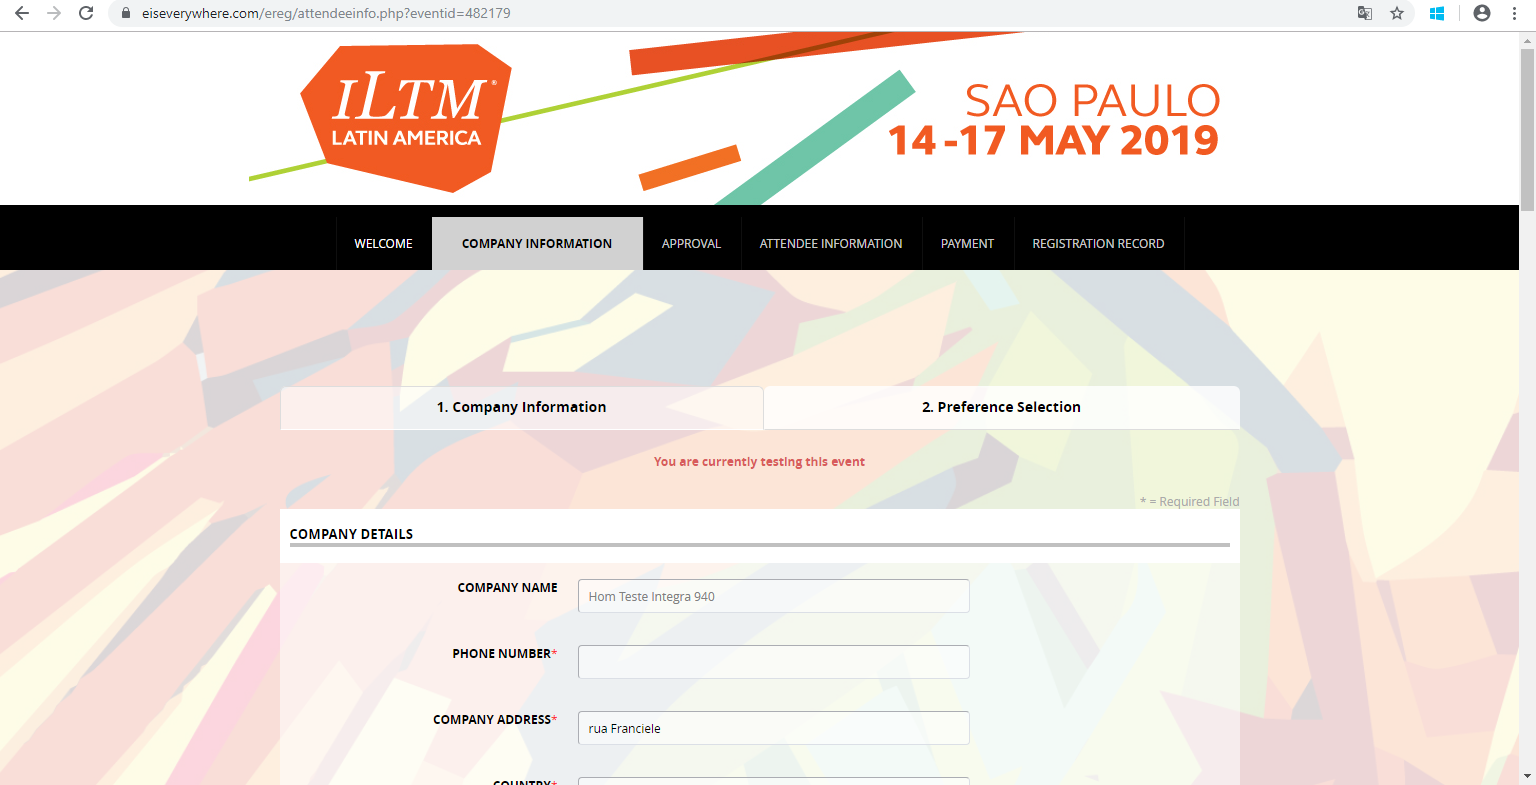 eiseverywhere.com/ereg/attendeeinfo.php?eventid=482179
ILTM®
LATIN AMERICA
SAO PAULO
14 -17 MAY 2019
WELCOME
COMPANY INFORMATION
APPROVAL
ATTENDEE INFORMATION
PAYMENT
REGISTRATION RECORD
1. Company Information
2. Preference Selection
You are currently testing this event
* = Required Field
COMPANY DETAILS
COMPANY NAME
Hom Teste Integra 940
PHONE NUMBER*
COMPANY ADDRESS*
rua Franciele
COUNTRY*